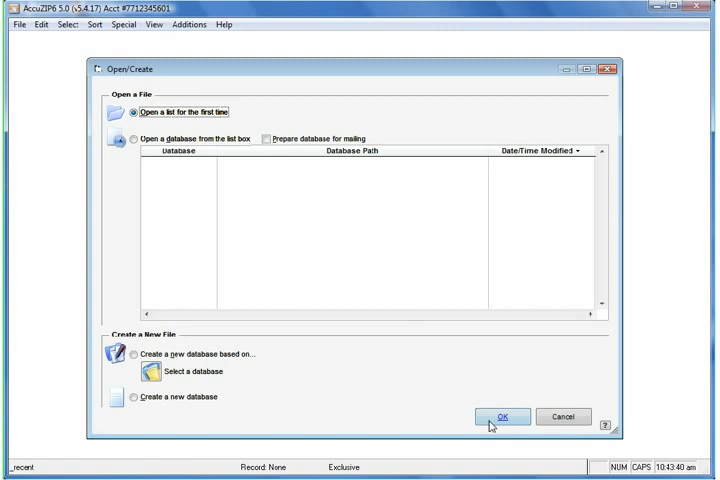 AccuZIP6 5.0 (v5.4.17) Acct #7712345601
File Edit Select Sort Special View Additions Help
Open/Create
Open a File
Open a list for the first time
Open a database from the list box Prepare database for mailing
Database Database Path Date/Time Modified
Create a New File
Create a new database based on...
Select a database
Create a new database
OK Cancel ?
_recent Record: None Exclusive NUM CAPS 10:43:40 am